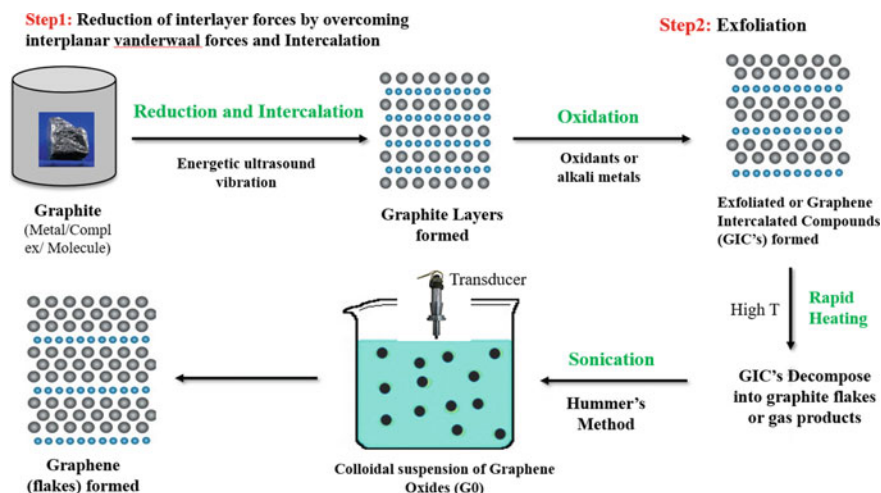 Step1: Reduction of interlayer forces by overcoming
interplanar vanderwaal forces and Intercalation
Step2: Exfoliation
Reduction and Intercalation
Energetic ultrasound
vibration
Oxidation
Oxidants or
alkali metals
Graphite
(Metal/Compl
ex/ Molecule)
Graphite Layers
formed
Exfoliated or Graphene
Intercalated Compounds
(GIC's) formed
High T
Rapid
Heating
Transducer
Sonication
Hummer's
Method
GIC's Decompose
into graphite flakes
or gas products
Graphene
(flakes) formed
Colloidal suspension of Graphene
Oxides (G0)